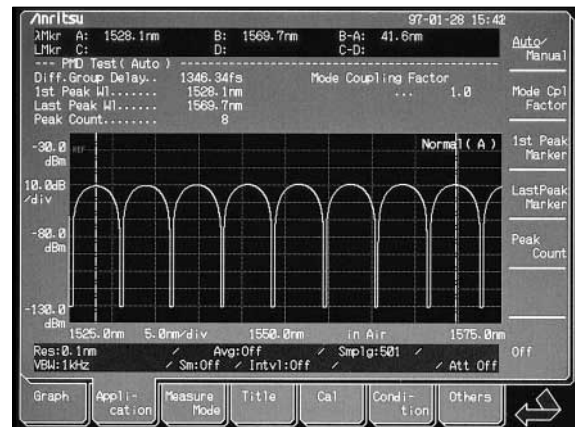 Anritsu 97-01-28 15:42
λMkr A: 1528.1nm B: 1569.7nm B-A: 41.6nm
LMkr C: D: C-D:
--- PMD Test( Auto ) ---
Diff.Group Delay.. 1346.34fs Mode Coupling Factor
1st Peak Wl....... 1528.1nm ... 1.0
Last Peak Wl...... 1569.7nm
Peak Count........ 8
-30.0 dBm
REF
Normal( A )
10.0dB /div
-80.0 dBm
-130.0 dBm
1525.0nm 5.0nm/div 1550.0nm in Air 1575.0nm
Res:0.1nm / Avg:Off / Smplg:501 /
VBW:1kHz / Sm:Off / Intvl:Off / / Att Off
Auto/
Manual
Mode Cpl
Factor
1st Peak
Marker
LastPeak
Marker
Peak
Count
Off
Graph
Appli-
cation
Measure
Mode
Title
Cal
Condi-
tion
Others